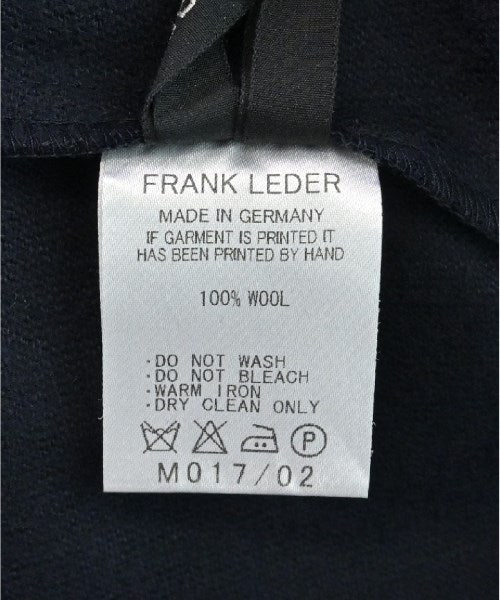 FRANK LEDER
MADE IN GERMANY
IF GARMENT IS PRINTED IT
HAS BEEN PRINTED BY HAND
100% WOOL
·DO NOT WASH
·DO NOT BLEACH
·WARM IRON
·DRY CLEAN ONLY
P
M017/02